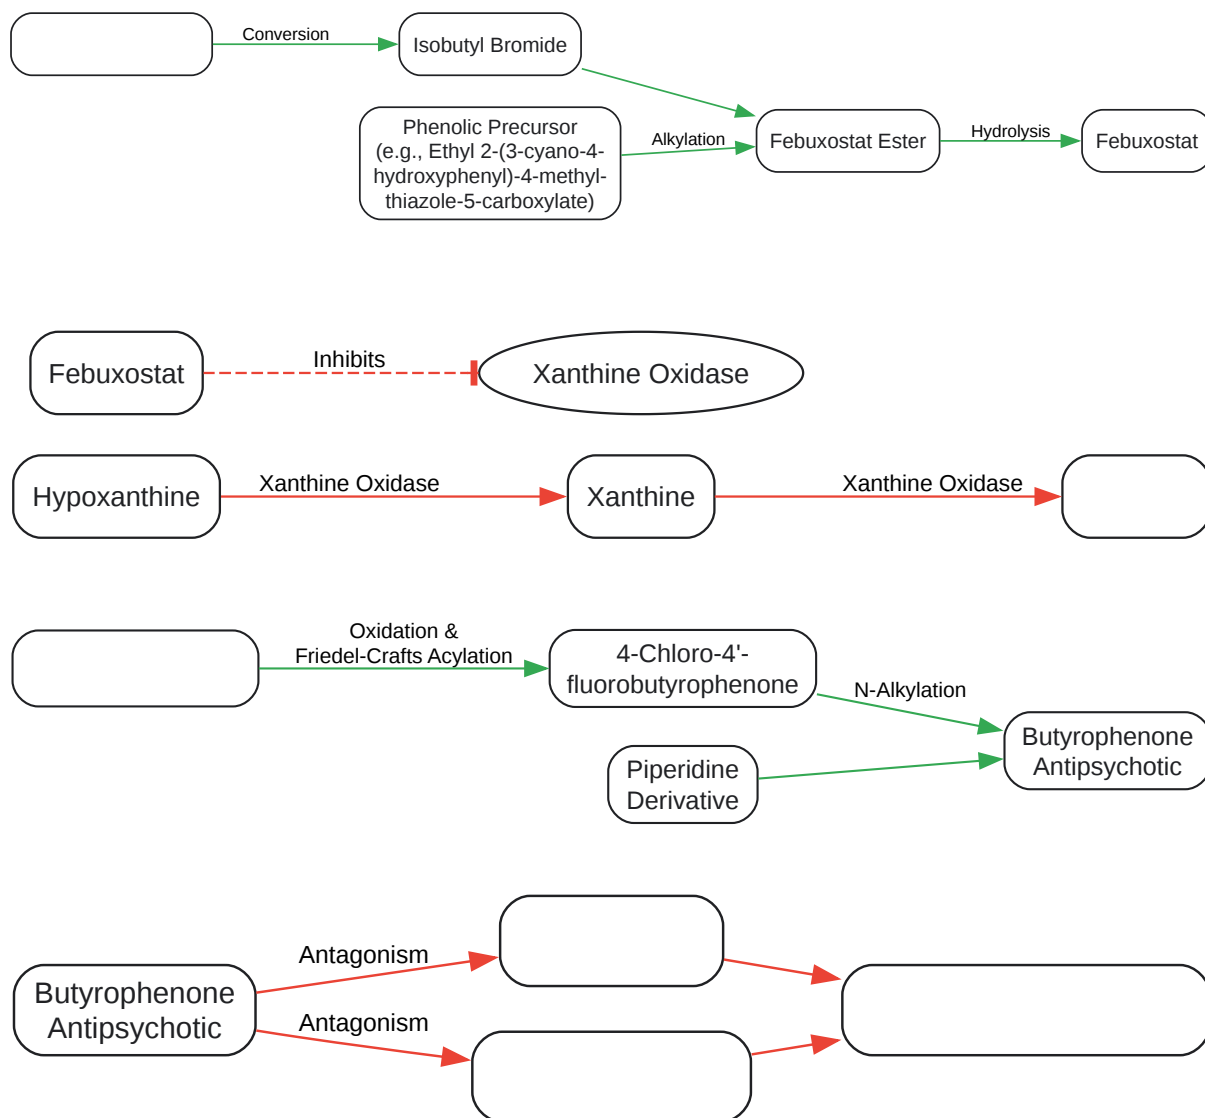 Conversion
Isobutyl Bromide
Phenolic Precursor
(e.g., Ethyl 2-(3-cyano-4-
hydroxyphenyl)-4-methyl-
thiazole-5-carboxylate)
Alkylation
Febuxostat Ester
Hydrolysis
Febuxostat
Febuxostat
Inhibits
Xanthine Oxidase
Hypoxanthine
Xanthine Oxidase
Xanthine
Xanthine Oxidase
Oxidation &
Friedel-Crafts Acylation
4-Chloro-4'-
fluorobutyrophenone
N-Alkylation
Piperidine
Derivative
Butyrophenone
Antipsychotic
Butyrophenone
Antipsychotic
Antagonism
Antagonism